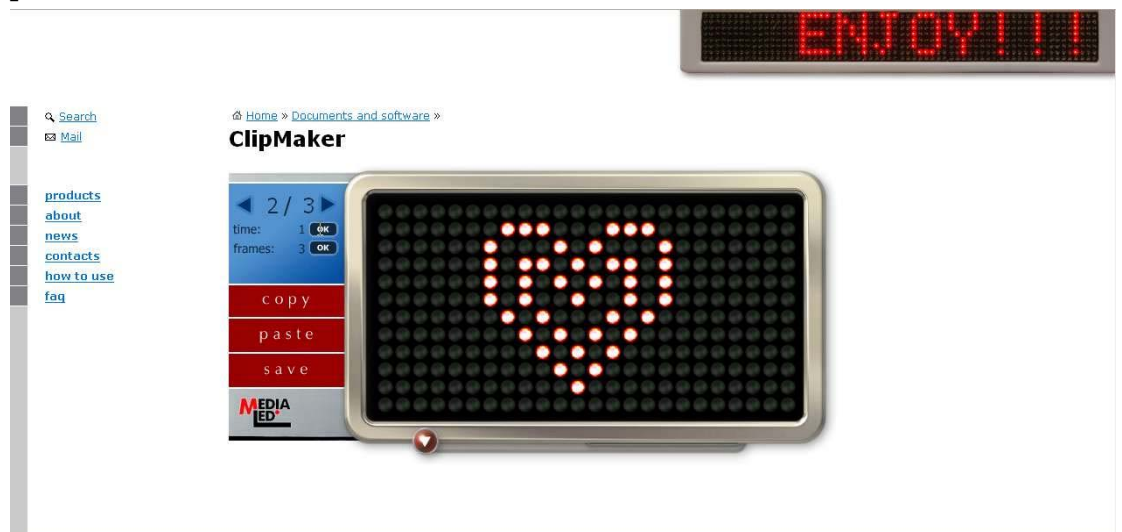 ENJOY!!!
Search
Mail
Home » Documents and software »
ClipMaker
products
about
news
contacts
how to use
faq
2/ 3
time: 1 OK
frames: 3 OK
copy
paste
save
MEDIA
LED